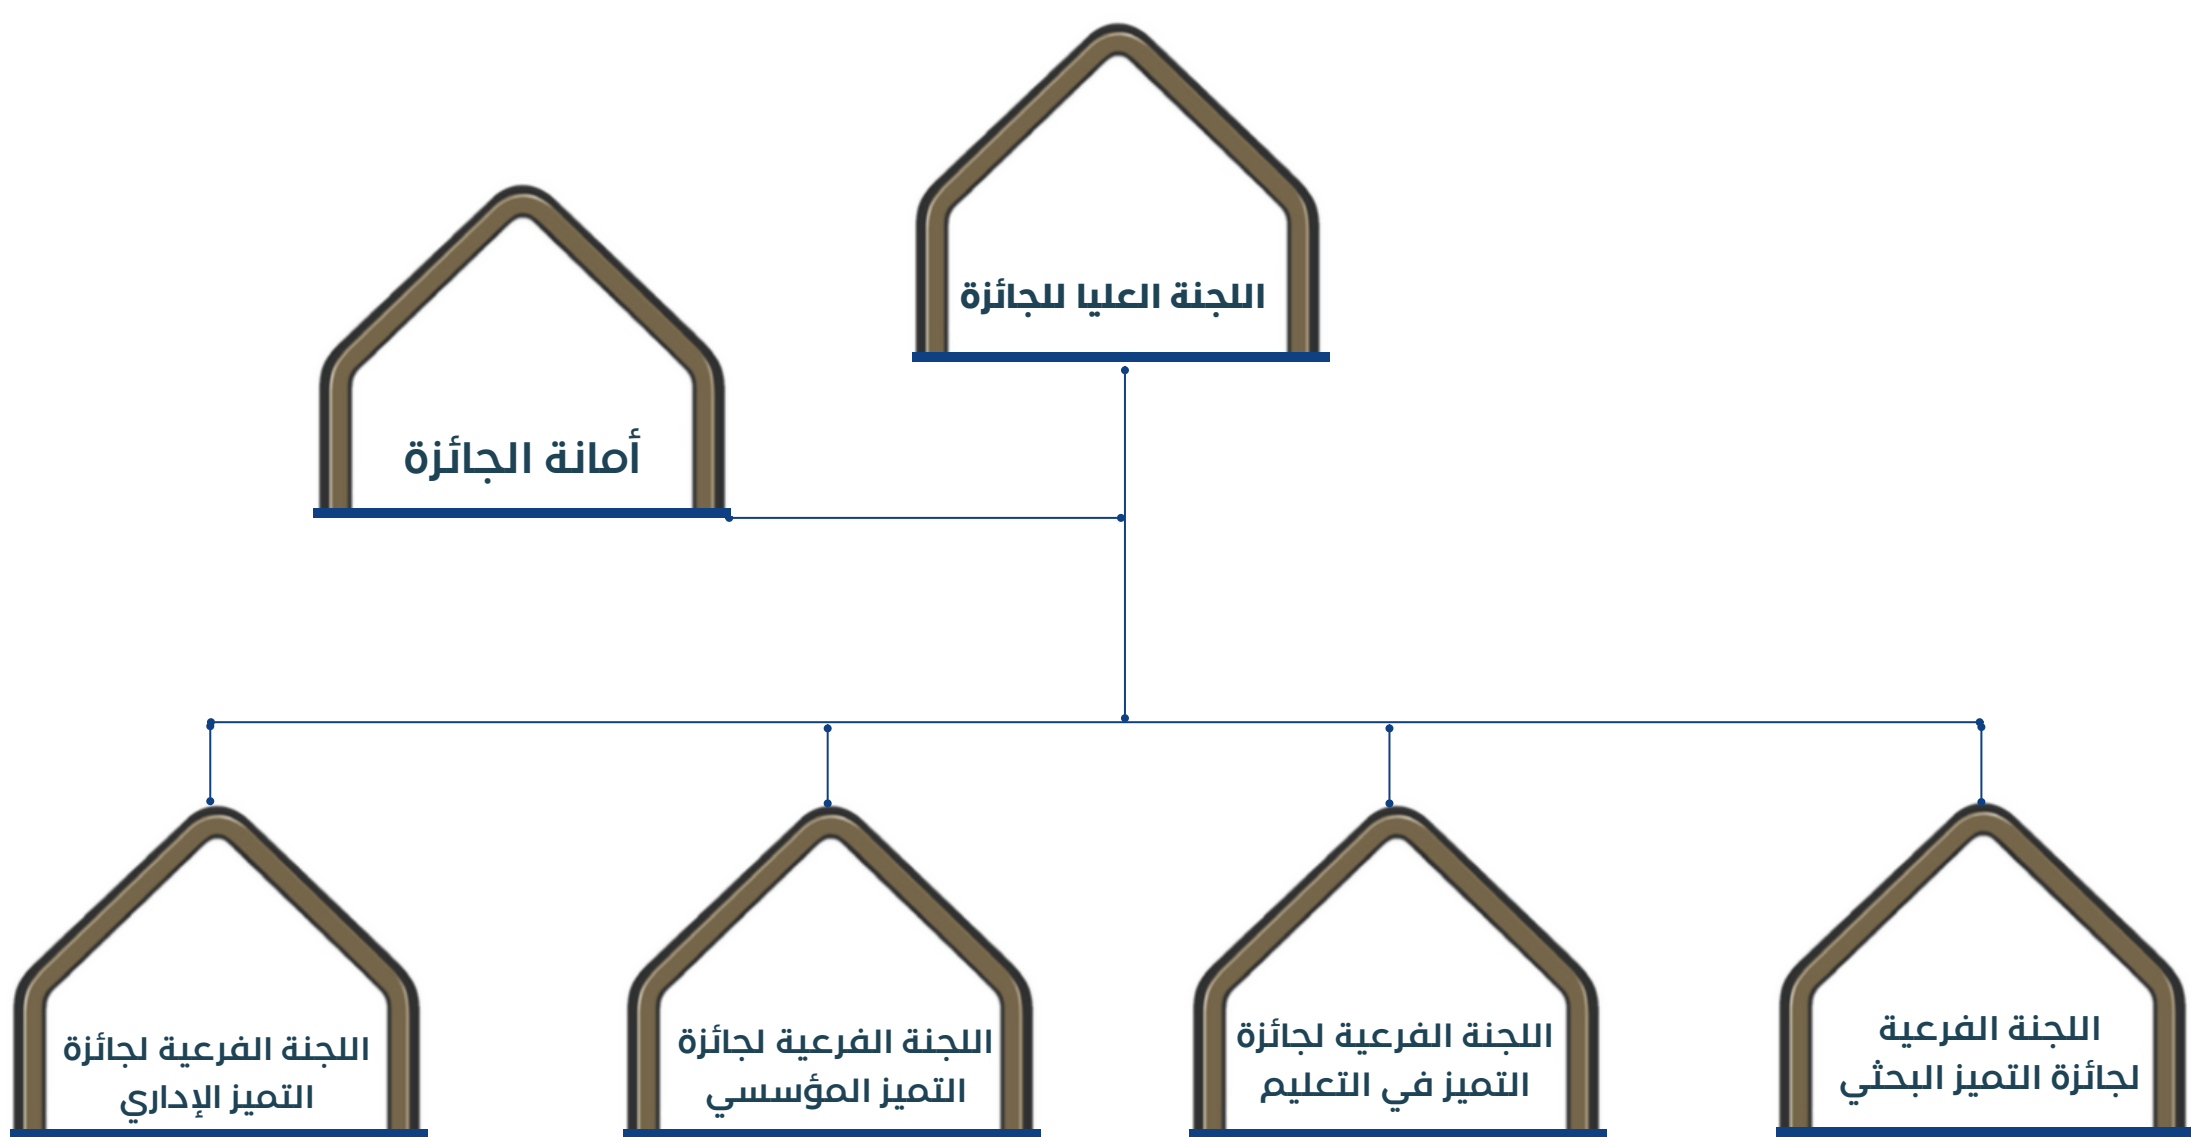 اللجنة العليا للجائزة
أمانة الجائزة
اللجنة الفرعية
لجائزة التميز البحثي
اللجنة الفرعية لجائزة
التميز في التعليم
اللجنة الفرعية لجائزة
التميز المؤسسي
اللجنة الفرعية لجائزة
التميز الإداري